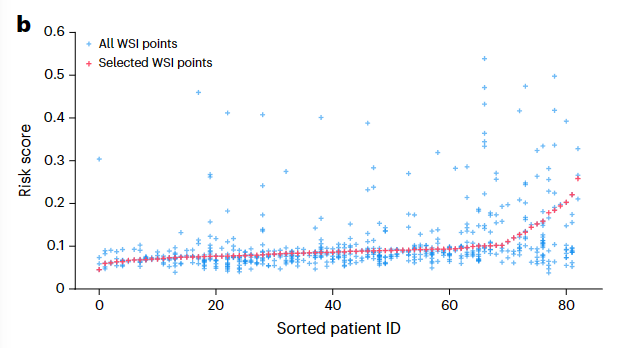 b
0.6
All WSI points
Selected WSI points
0.5
0.4
0.3
0.2
0.1
0
Risk score
0 20 40 60 80
Sorted patient ID